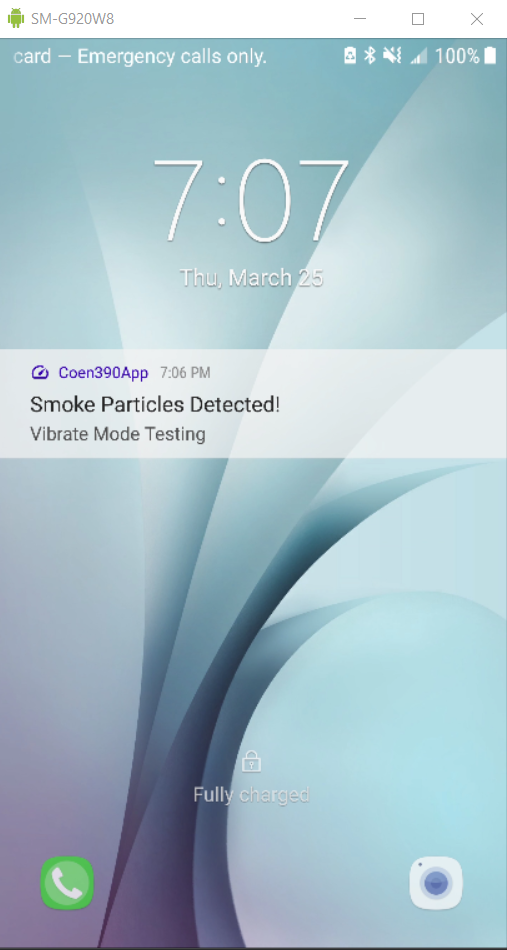 SM-G920W8
card — Emergency calls only.
100%
7:07
Thu, March 25
Coen390App 7:06 PM
Smoke Particles Detected!
Vibrate Mode Testing
Fully charged